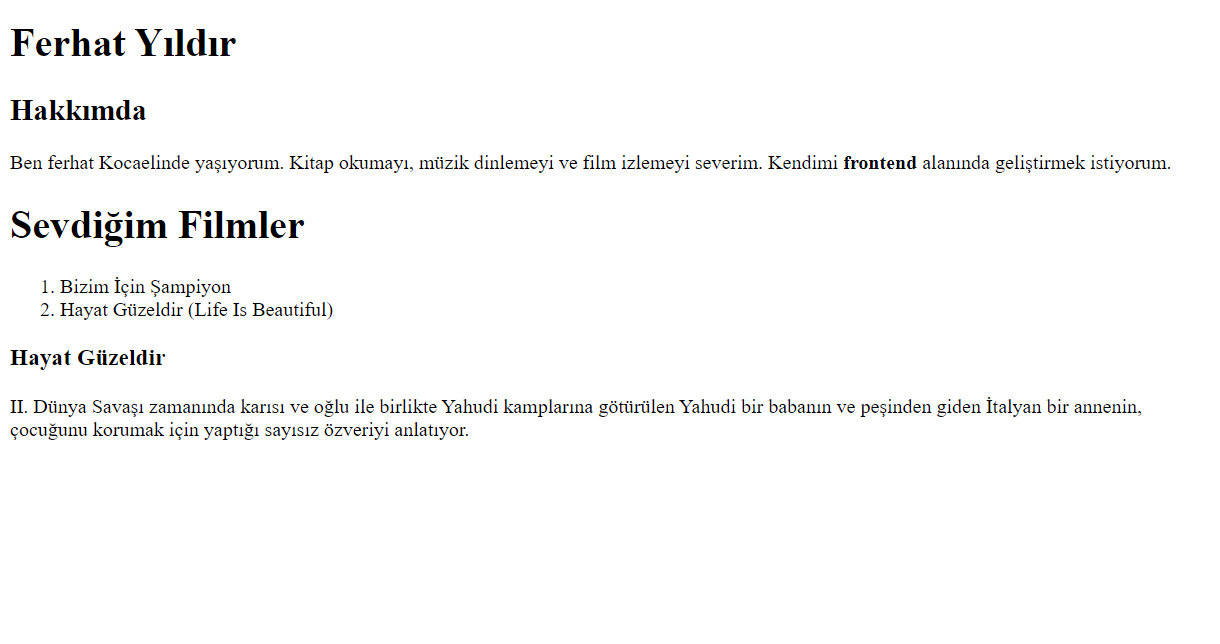 Ferhat Yıldır
Hakkımda
Ben ferhat Kocaelinde yaşıyorum. Kitap okumayı, müzik dinlemeyi ve film izlemeyi severim. Kendimi frontend alanında geliştirmek istiyorum.
Sevdiğim Filmler
1. Bizim İçin Şampiyon
2. Hayat Güzeldir (Life Is Beautiful)
Hayat Güzeldir
II. Dünya Savaşı zamanında karısı ve oğlu ile birlikte Yahudi kamplarına götürülen Yahudi bir babanın ve peşinden giden İtalyan bir annenin,
çocuğunu korumak için yaptığı sayısız özveriyi anlatıyor.